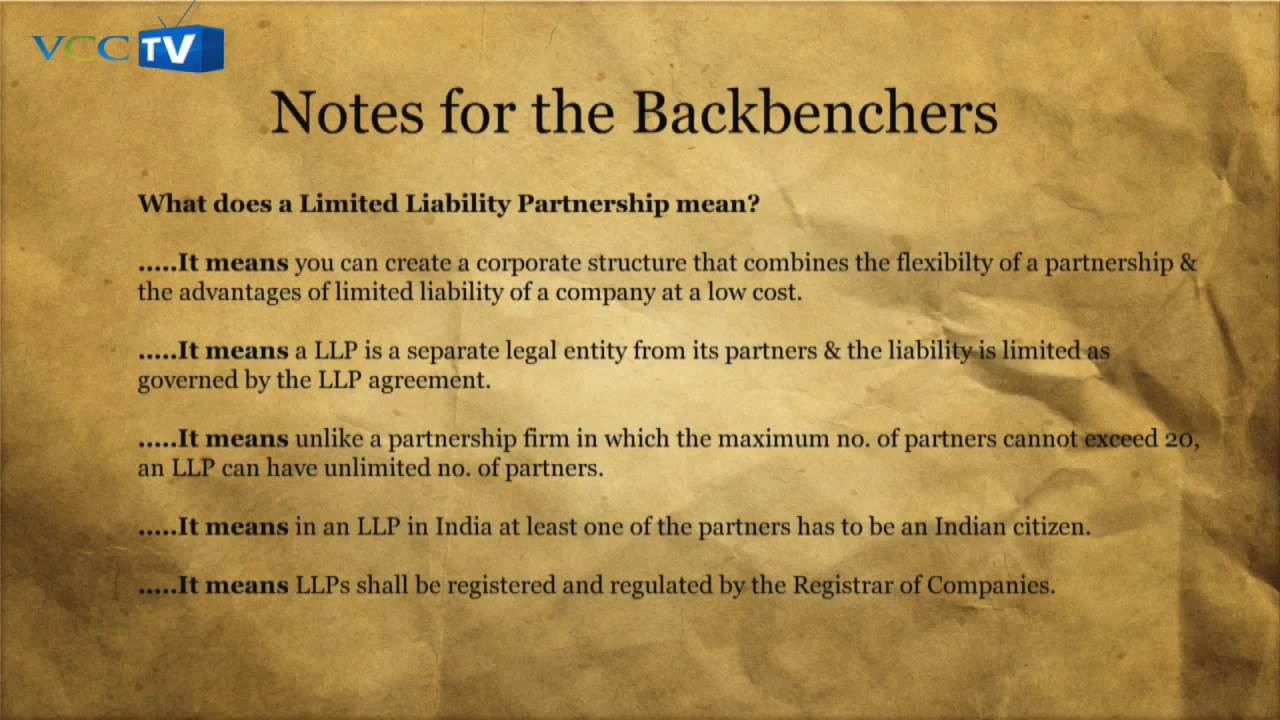 VCC TV
Notes for the Backbenchers
What does a Limited Liability Partnership mean?
.....It means you can create a corporate structure that combines the flexibilty of a partnership &
the advantages of limited liability of a company at a low cost.
.....It means a LLP is a separate legal entity from its partners & the liability is limited as
governed by the LLP agreement.
.....It means unlike a partnership firm in which the maximum no. of partners cannot exceed 20,
an LLP can have unlimited no. of partners.
.....It means in an LLP in India at least one of the partners has to be an Indian citizen.
.....It means LLPs shall be registered and regulated by the Registrar of Companies.